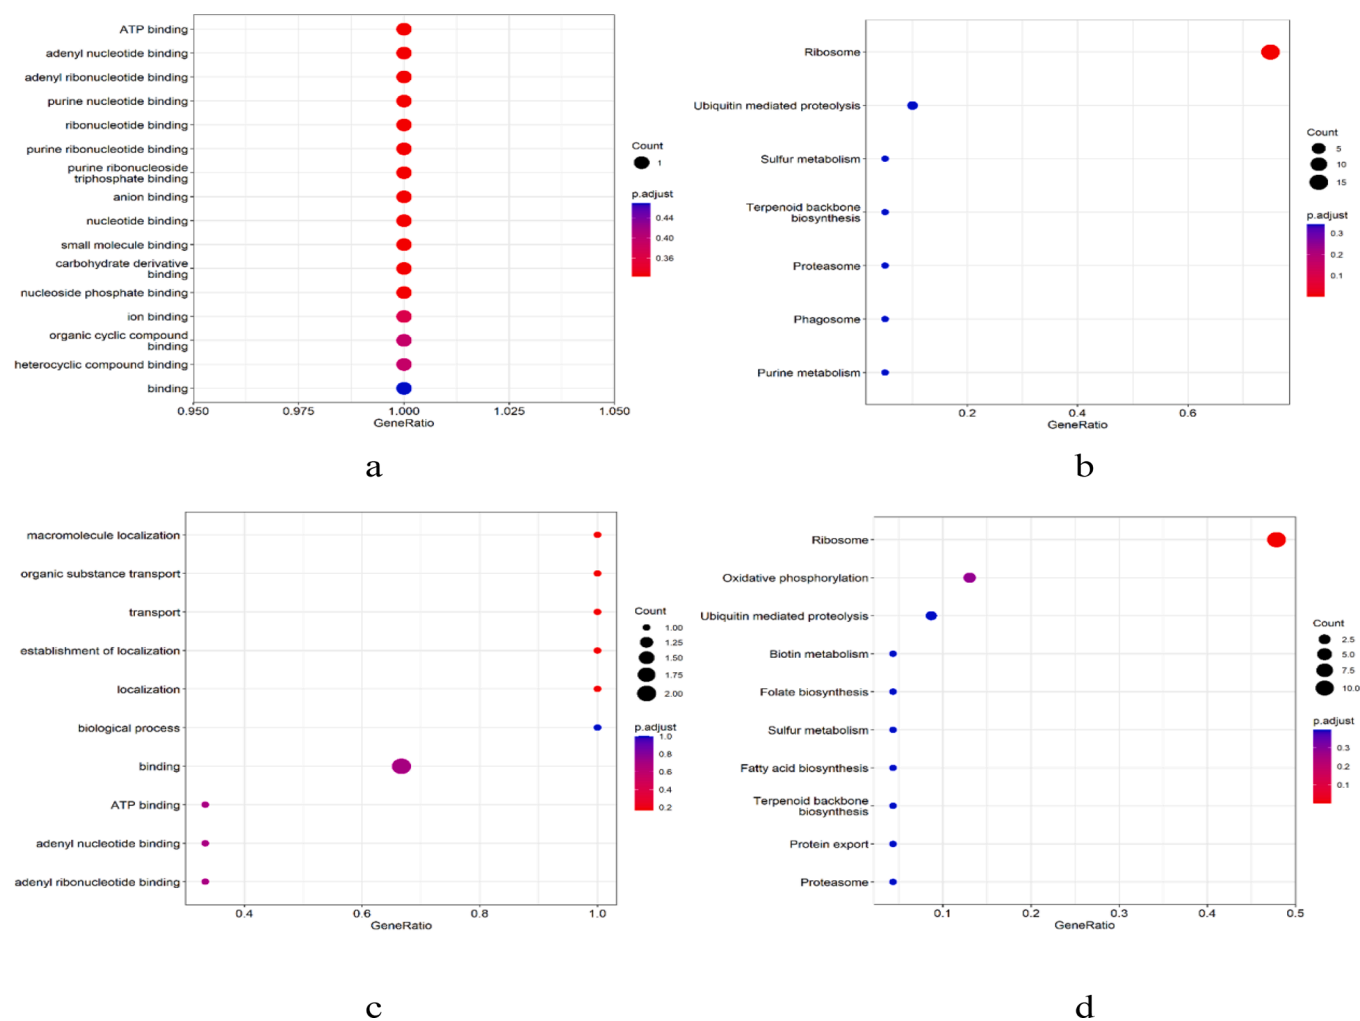 ATP binding
adenyl nucleotide binding
adenyl ribonucleotide binding
purine nucleotide binding
ribonucleotide binding
purine ribonucleotide binding
purine ribonucleoside
triphosphate binding
anion binding
nucleotide binding
small molecule binding
carbohydrate derivative
binding
nucleoside phosphate binding
ion binding
organic cyclic compound
binding
heterocyclic compound binding
binding
0.950 0.975 1.000 1.025 1.050
GeneRatio
Count
1
p.adjust
0.44
0.40
0.36
a
Ribosome
Ubiquitin mediated proteolysis
Sulfur metabolism
Terpenoid backbone
biosynthesis
Proteasome
Phagosome
Purine metabolism
0.2 0.4 0.6
GeneRatio
Count
5
10
15
p.adjust
0.3
0.2
0.1
b
macromolecule localization
organic substance transport
transport
establishment of localization
localization
biological process
binding
ATP binding
adenyl nucleotide binding
adenyl ribonucleotide binding
0.4 0.6 0.8 1.0
GeneRatio
Count
1.00
1.25
1.50
1.75
2.00
p.adjust
1.0
0.8
0.6
0.4
0.2
c
Ribosome
Oxidative phosphorylation
Ubiquitin mediated proteolysis
Biotin metabolism
Folate biosynthesis
Sulfur metabolism
Fatty acid biosynthesis
Terpenoid backbone
biosynthesis
Protein export
Proteasome
0.1 0.2 0.3 0.4 0.5
GeneRatio
Count
2.5
5.0
7.5
10.0
p.adjust
0.3
0.2
0.1
d